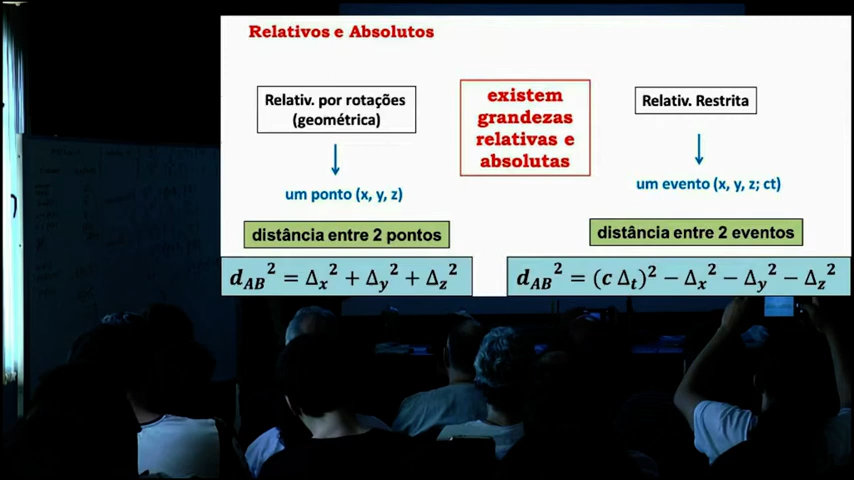 Relativos e Absolutos
Relativ. por rotações
(geométrica)
um ponto (x, y, z)
distância entre 2 pontos
d_AB² = Δ_x² + Δ_y² + Δ_z²
existem
grandezas
relativas e
absolutas
Relativ. Restrita
um evento (x, y, z; ct)
distância entre 2 eventos
d_AB² = (c Δ_t)² − Δ_x² − Δ_y² − Δ_z²